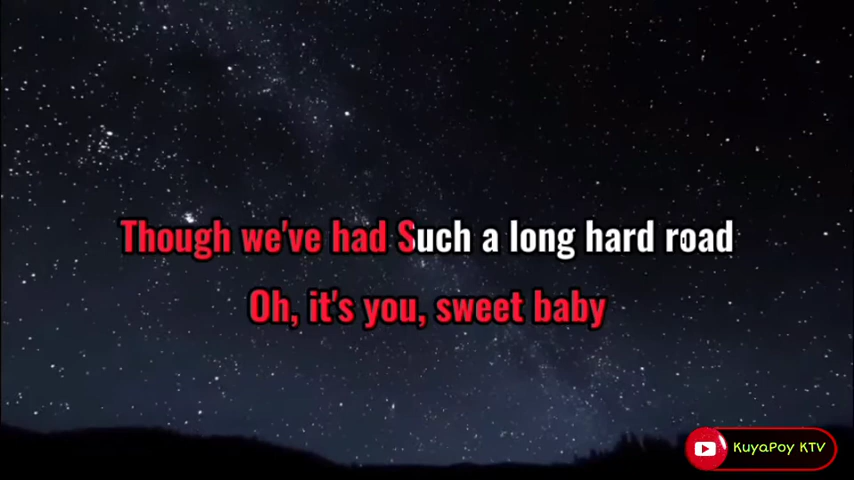 Though we've had Such a long hard road
Oh, it's you, sweet baby
KuyaPoy KTV